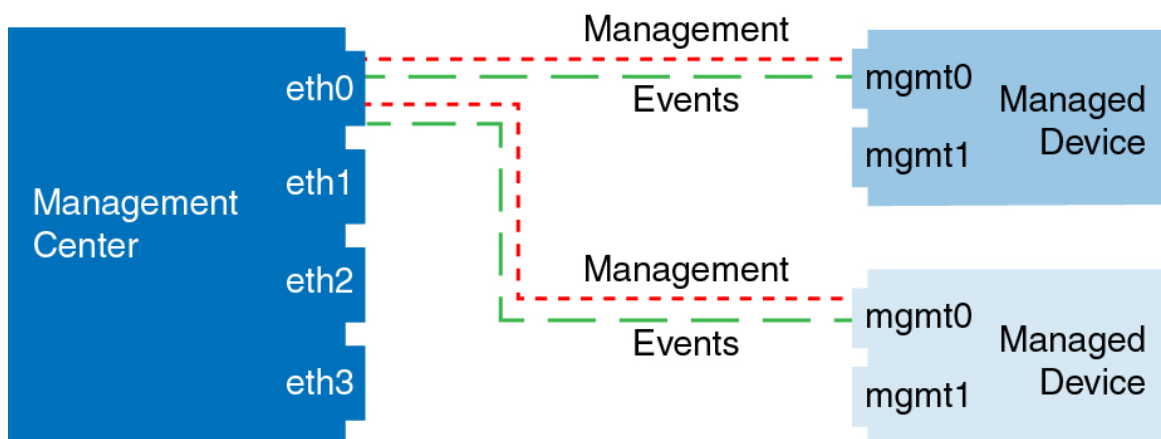 Management
Center
eth0
eth1
eth2
eth3
Management
Events
mgmt0
mgmt1
Managed
Device
Management
Events
mgmt0
mgmt1
Managed
Device